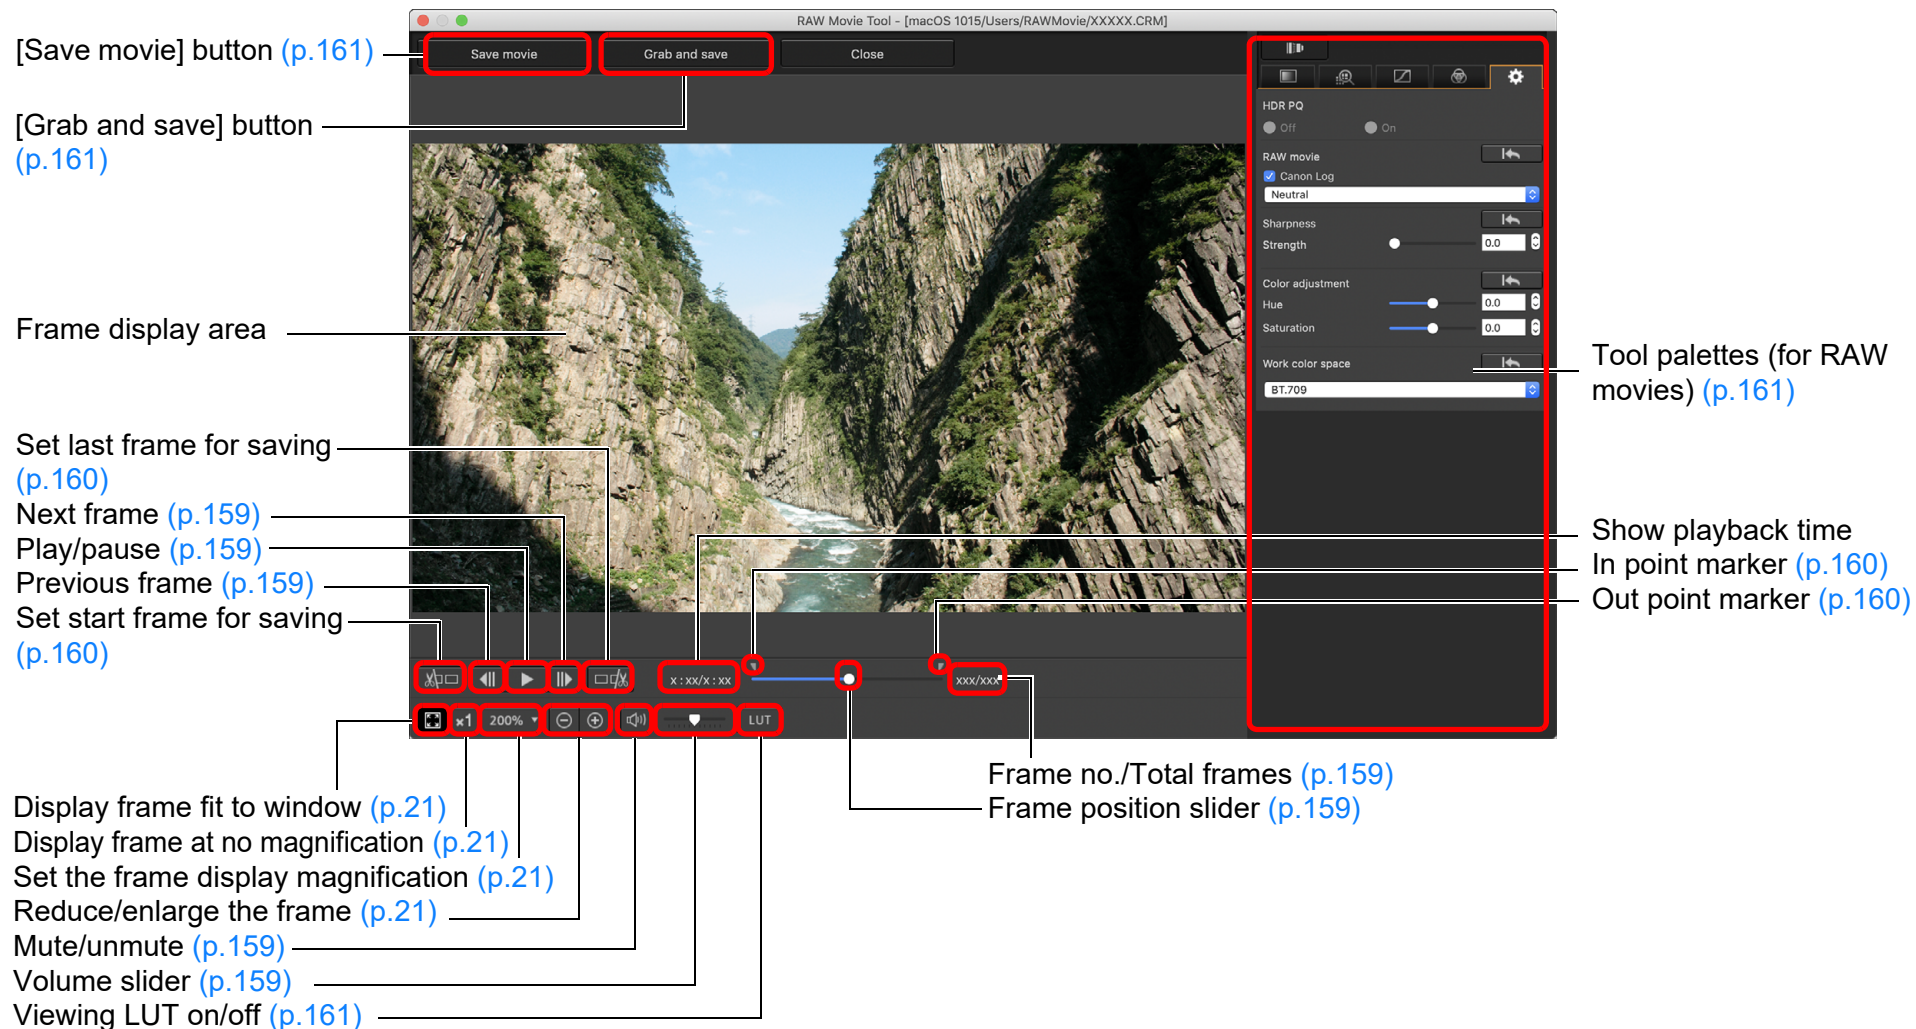 RAW Movie Tool - [macOS 1015/Users/RAWMovie/XXXXX.CRM]
[Save movie] button (p.161)
Save movie
Grab and save
Close
[Grab and save] button
(p.161)
HDR PQ
Off
On
RAW movie
Canon Log
Neutral
Sharpness
Strength
0.0
Color adjustment
Hue
0.0
Saturation
0.0
Work color space
BT.709
Frame display area
Tool palettes (for RAW
movies) (p.161)
Set last frame for saving
(p.160)
Next frame (p.159)
Play/pause (p.159)
Previous frame (p.159)
Set start frame for saving
(p.160)
Show playback time
In point marker (p.160)
Out point marker (p.160)
x : xx/x : xx
xxx/xxx
x1
200%
LUT
Frame no./Total frames (p.159)
Frame position slider (p.159)
Display frame fit to window (p.21)
Display frame at no magnification (p.21)
Set the frame display magnification (p.21)
Reduce/enlarge the frame (p.21)
Mute/unmute (p.159)
Volume slider (p.159)
Viewing LUT on/off (p.161)